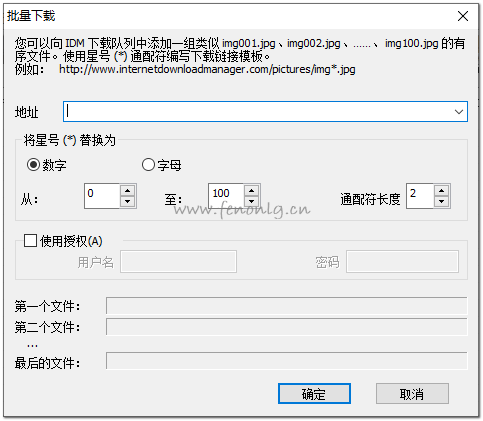 批量下载
您可以向 IDM 下载队列中添加一组类似 img001.jpg、img002.jpg、……、img100.jpg 的有
序文件。使用星号 (*) 通配符编写下载链接模板。
例如： http://www.internetdownloadmanager.com/pictures/img*.jpg
地址
将星号 (*) 替换为
数字 字母
从： 0 至： 100 通配符长度 2
www.fenonlg.cn
使用授权(A)
用户名 密码
第一个文件：
第二个文件：
...
最后的文件：
确定 取消